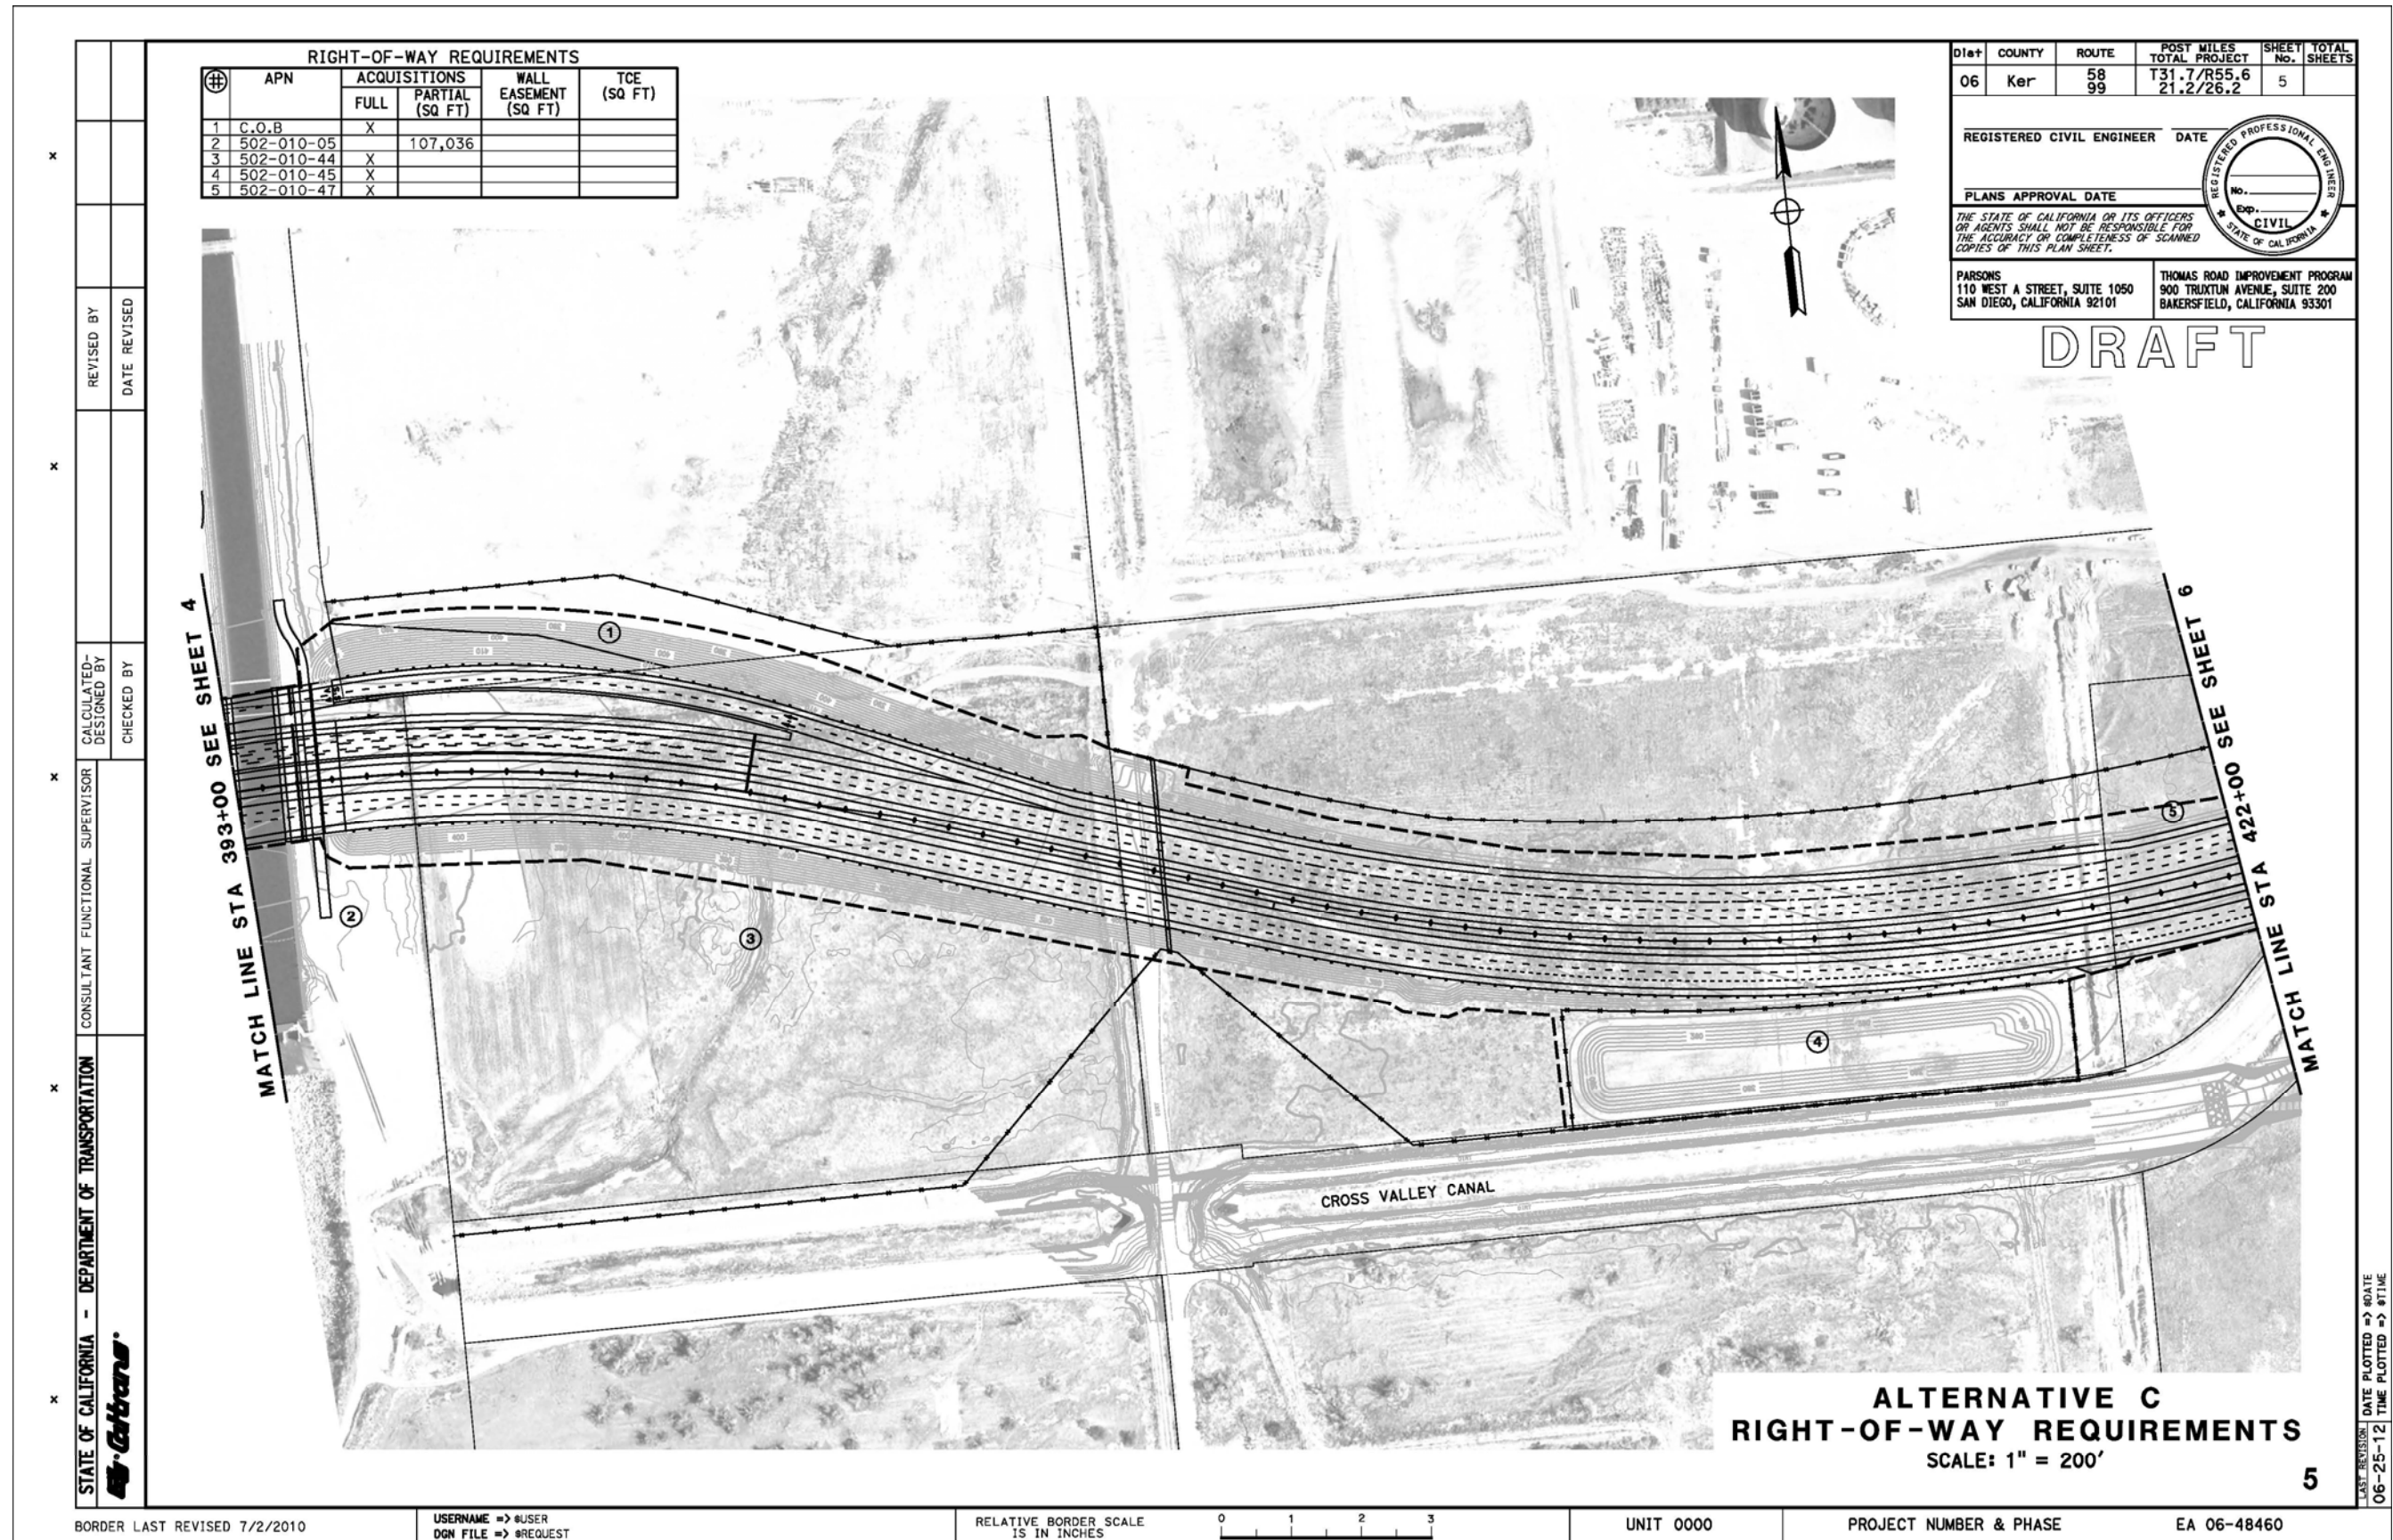 RIGHT-OF-WAY REQUIREMENTS
# APN ACQUISITIONS WALL EASEMENT (SQ FT) TCE (SQ FT)
FULL PARTIAL (SQ FT)
1 C.O.B X
2 502-010-05 107,036
3 502-010-44 X
4 502-010-45 X
5 502-010-47 X
Dist COUNTY ROUTE POST MILES TOTAL PROJECT SHEET No. TOTAL SHEETS
06 Ker 58 99 T31.7/R55.6 21.2/26.2 5
REGISTERED CIVIL ENGINEER DATE
PLANS APPROVAL DATE
REGISTERED PROFESSIONAL ENGINEER
No.
Exp.
CIVIL
STATE OF CALIFORNIA
THE STATE OF CALIFORNIA OR ITS OFFICERS
OR AGENTS SHALL NOT BE RESPONSIBLE FOR
THE ACCURACY OR COMPLETENESS OF SCANNED
COPIES OF THIS PLAN SHEET.
PARSONS
110 WEST A STREET, SUITE 1050
SAN DIEGO, CALIFORNIA 92101
THOMAS ROAD IMPROVEMENT PROGRAM
900 TRUXTUN AVENUE, SUITE 200
BAKERSFIELD, CALIFORNIA 93301
DRAFT
REVISED BY
DATE REVISED
CALCULATED-
DESIGNED BY
CHECKED BY
CONSULTANT FUNCTIONAL SUPERVISOR
STATE OF CALIFORNIA - DEPARTMENT OF TRANSPORTATION
Caltrans
MATCH LINE STA 393+00 SEE SHEET 4
1
2
3
4
5
MATCH LINE STA 422+00 SEE SHEET 6
CROSS VALLEY CANAL
ALTERNATIVE C
RIGHT-OF-WAY REQUIREMENTS
SCALE: 1" = 200'
5
LAST REVISION
06-25-12
DATE PLOTTED => $DATE
TIME PLOTTED => $TIME
BORDER LAST REVISED 7/2/2010
USERNAME => $USER
DGN FILE => $REQUEST
RELATIVE BORDER SCALE
IS IN INCHES
0 1 2 3
UNIT 0000
PROJECT NUMBER & PHASE
EA 06-48460